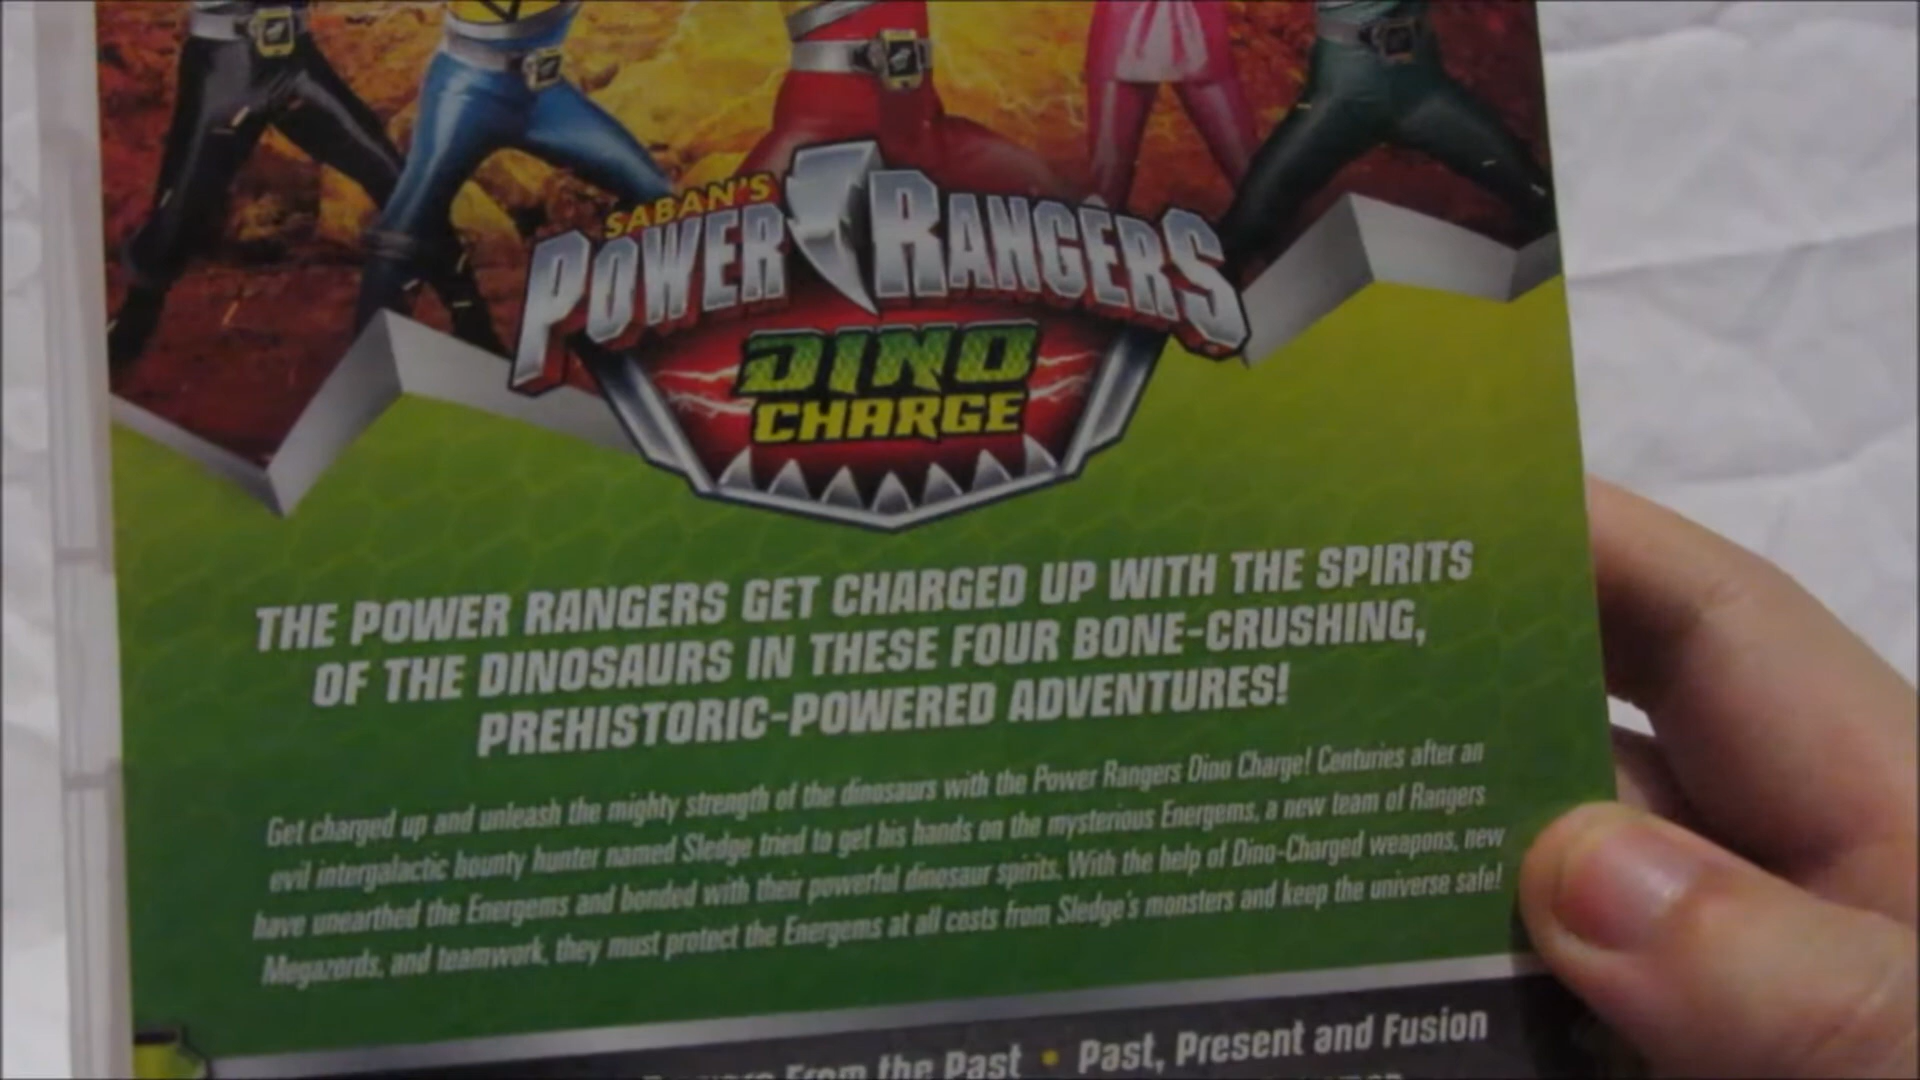 SABAN'S
POWER RANGERS
DINO
CHARGE
THE POWER RANGERS GET CHARGED UP WITH THE SPIRITS
OF THE DINOSAURS IN THESE FOUR BONE-CRUSHING,
PREHISTORIC-POWERED ADVENTURES!
Get charged up and unleash the mighty strength of the dinosaurs with the Power Rangers Dino Charge! Centuries after an
evil intergalactic bounty hunter named Sledge tried to get his hands on the mysterious Energems, a new team of Rangers
have unearthed the Energems and bonded with their powerful dinosaur spirits. With the help of Dino-Charged weapons, new
Megazords, and teamwork, they must protect the Energems at all costs from Sledge's monsters and keep the universe safe!
From the Past • Past, Present and Fusion